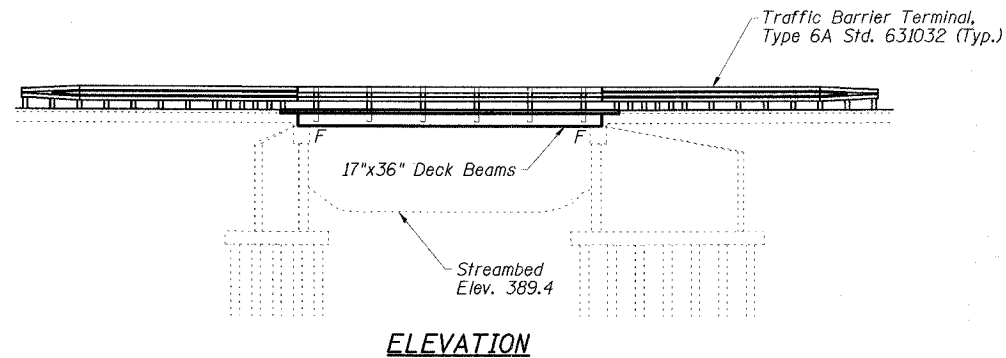 Traffic Barrier Terminal,
Type 6A Std. 631032 (Typ.)
F
F
17"x36" Deck Beams
Streambed
Elev. 389.4
ELEVATION